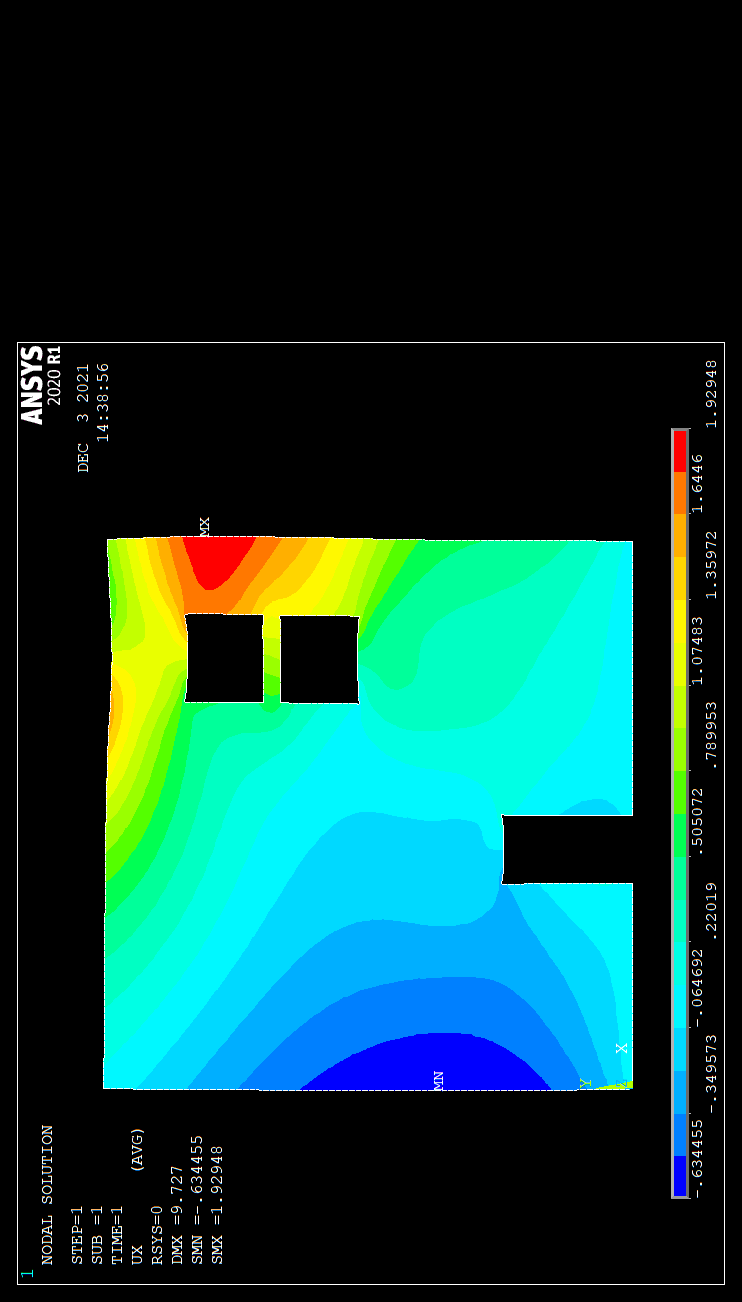 1
NODAL SOLUTION
STEP=1
SUB =1
TIME=1
UX (AVG)
RSYS=0
DMX =9.727
SMN =-.634455
SMX =1.92948
ANSYS
2020 R1
DEC 3 2021
14:38:56
MX
MN
Y
X
-.634455
-.349573
-.064692
.22019
.505072
.789953
1.07483
1.35972
1.6446
1.92948